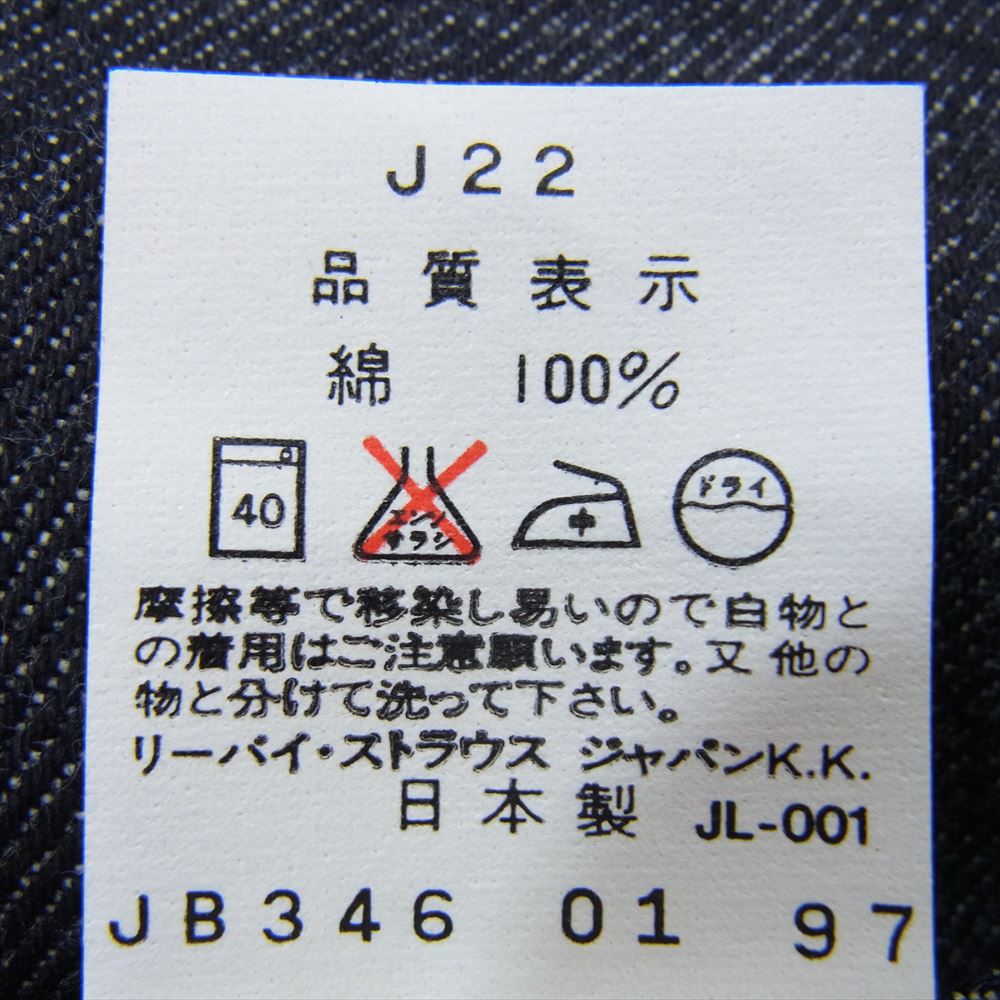 J22
品質表示
綿 100%
40 エンソ サラシ 中 ドライ
摩擦等で移染し易いので白物と
の着用はご注意願います。又他の
物と分けて洗って下さい。
リーバイ・ストラウス ジャパンK.K.
日本製 JL-001
JB346 01 97